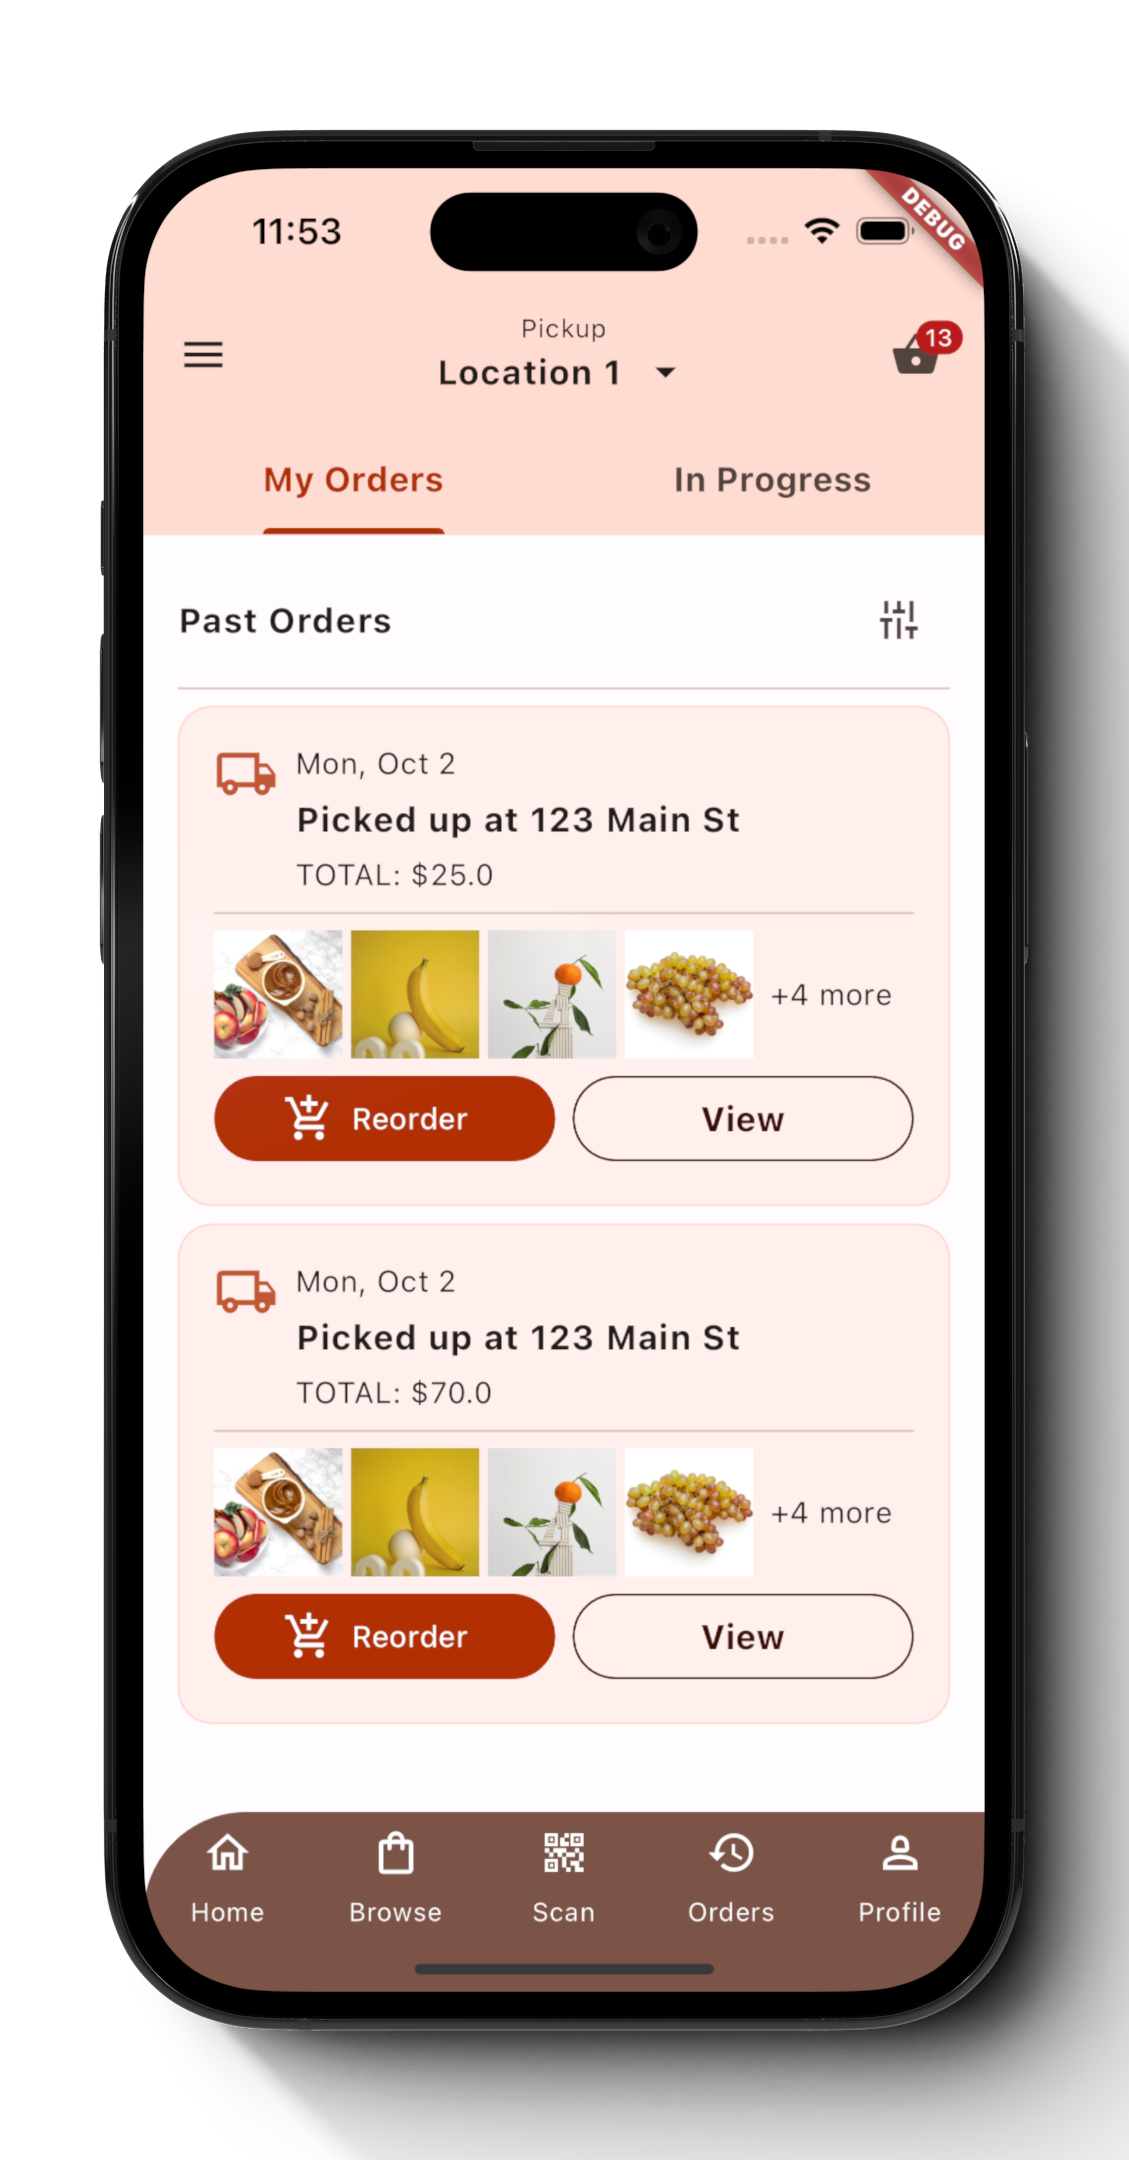 11:53
DEBUG
Pickup
Location 1
13
My Orders
In Progress
Past Orders
Mon, Oct 2
Picked up at 123 Main St
TOTAL: $25.0
+4 more
Reorder
View
Mon, Oct 2
Picked up at 123 Main St
TOTAL: $70.0
+4 more
Reorder
View
Home
Browse
Scan
Orders
Profile